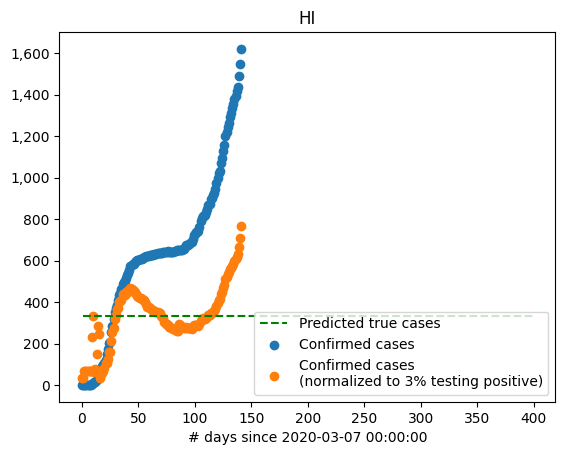 HI
1,600
1,400
1,200
1,000
800
600
400
200
0
Predicted true cases
Confirmed cases
Confirmed cases
(normalized to 3% testing positive)
0 50 100 150 200 250 300 350 400
# days since 2020-03-07 00:00:00